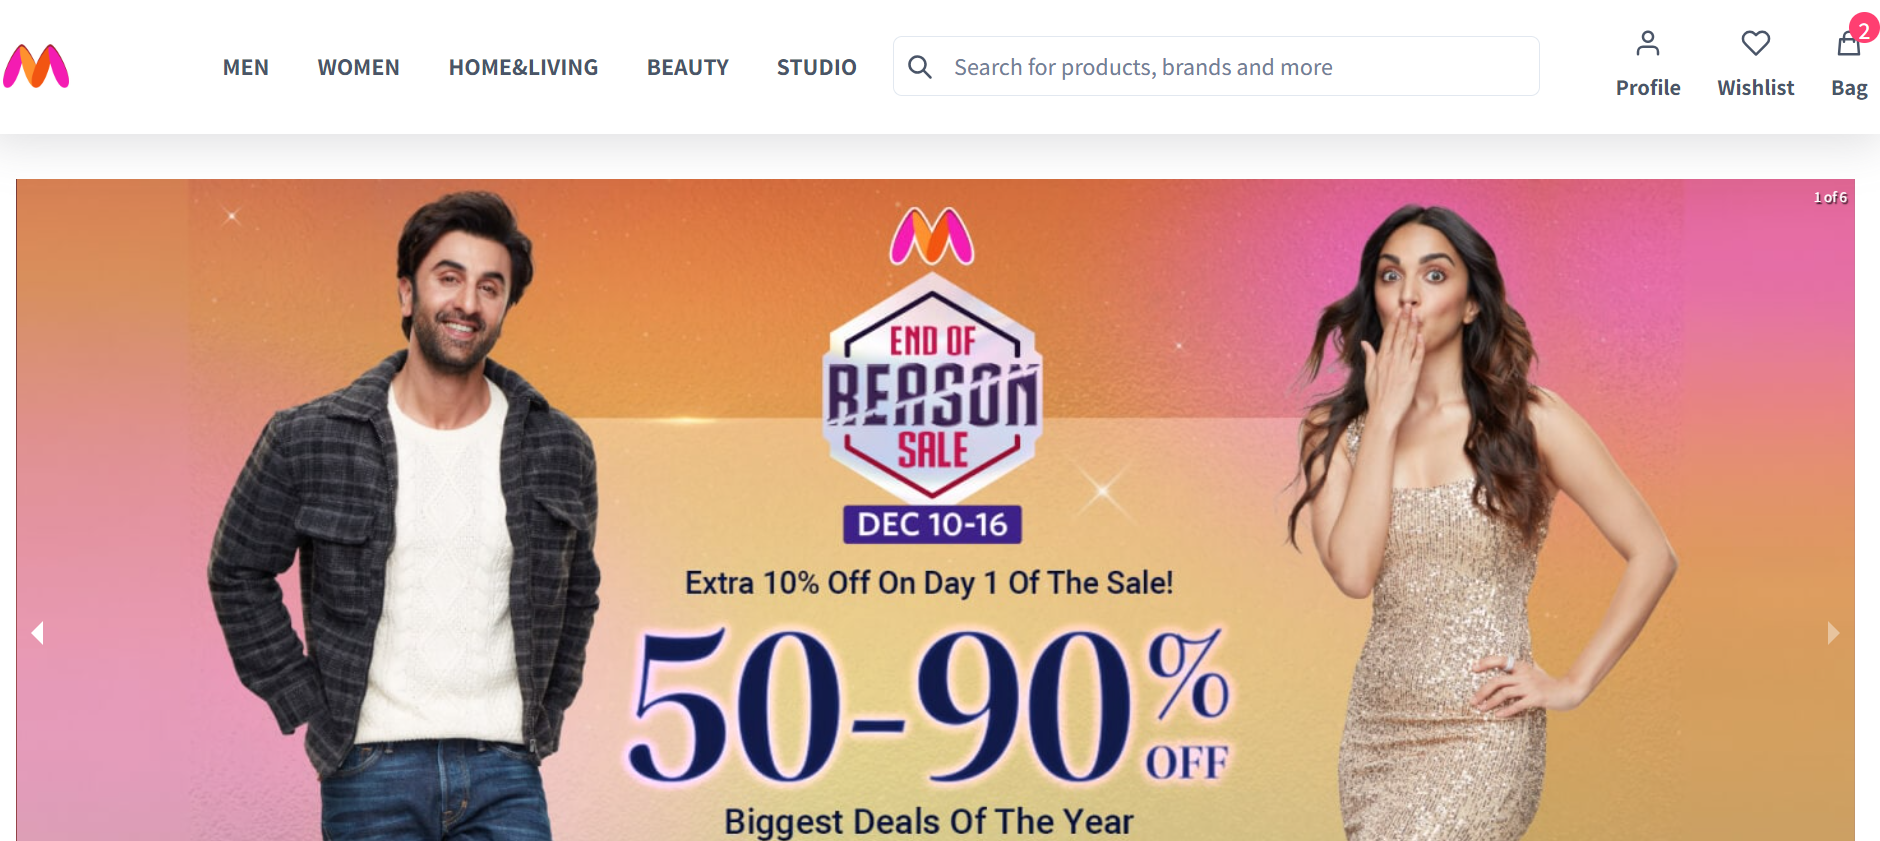 MEN WOMEN HOME&LIVING BEAUTY STUDIO Search for products, brands and more
2
Profile Wishlist Bag
1 of 6
END OF
REASON
SALE
DEC 10-16
Extra 10% Off On Day 1 Of The Sale!
50-90%
OFF
Biggest Deals Of The Year